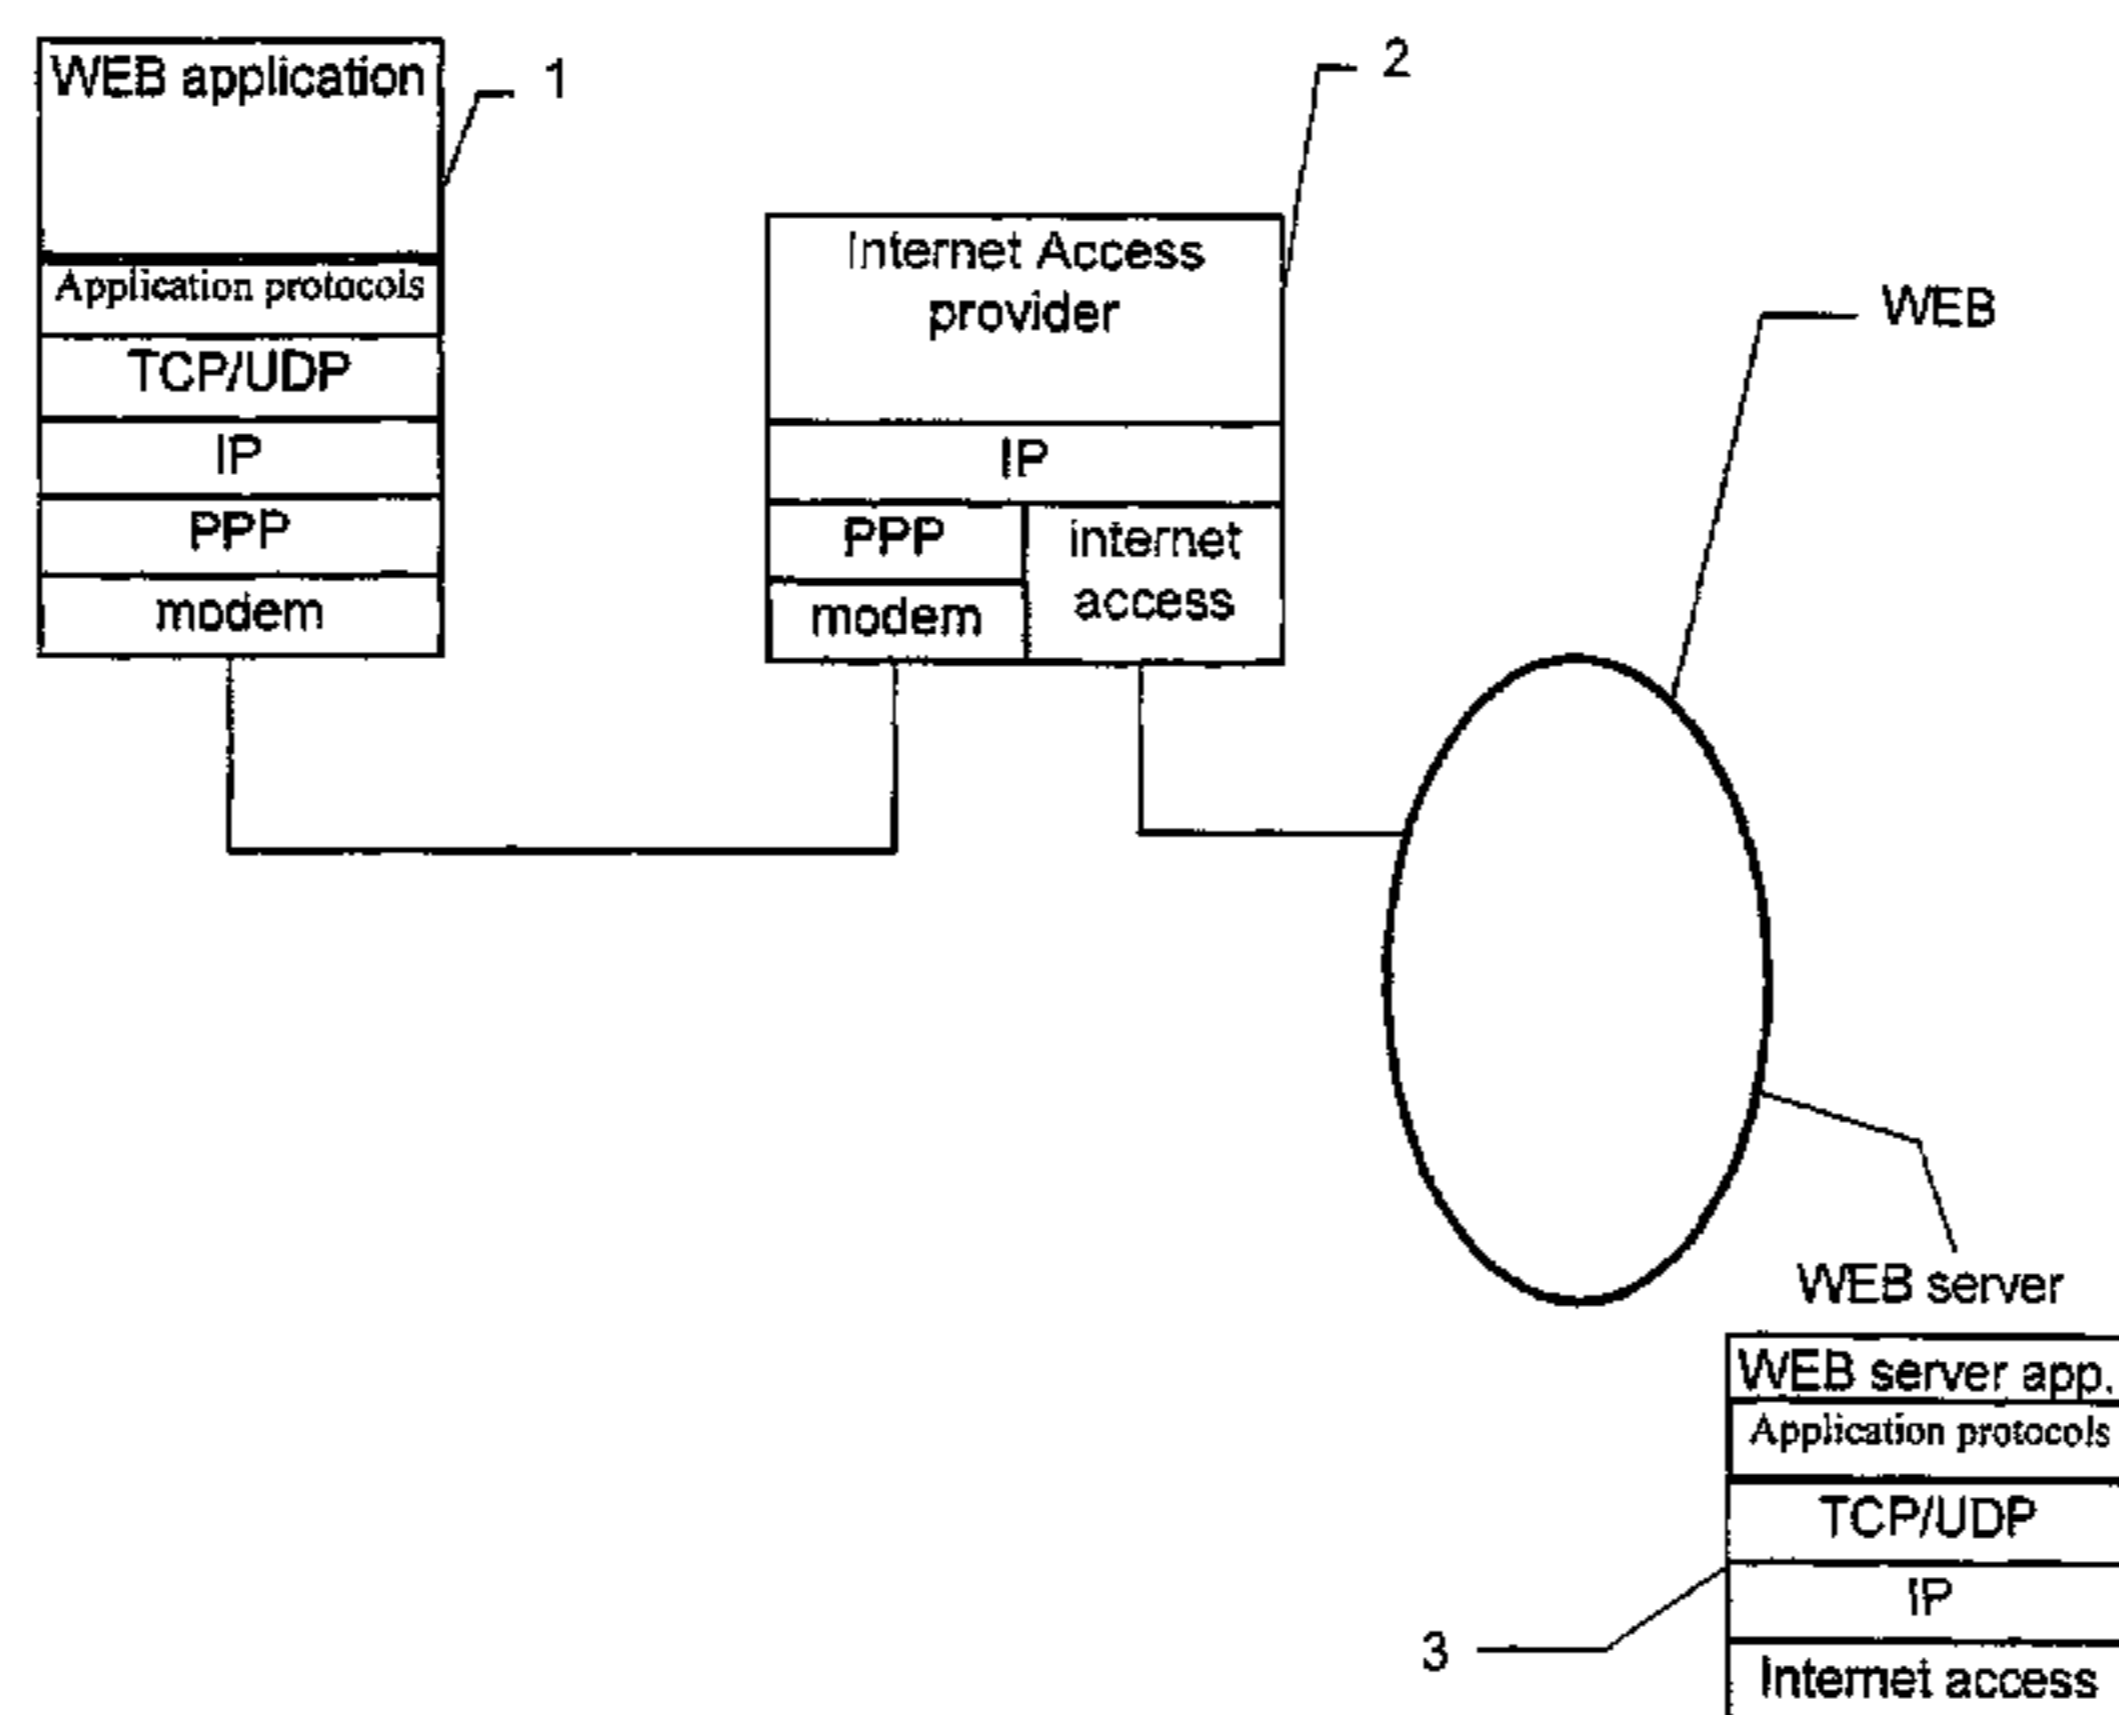 WEB application
1
Application protocols
TCP/UDP
IP
PPP
modem
2
Internet Access
provider
IP
PPP
modem
internet
access
WEB
WEB server
WEB server app.
Application protocols
TCP/UDP
IP
3
Internet access